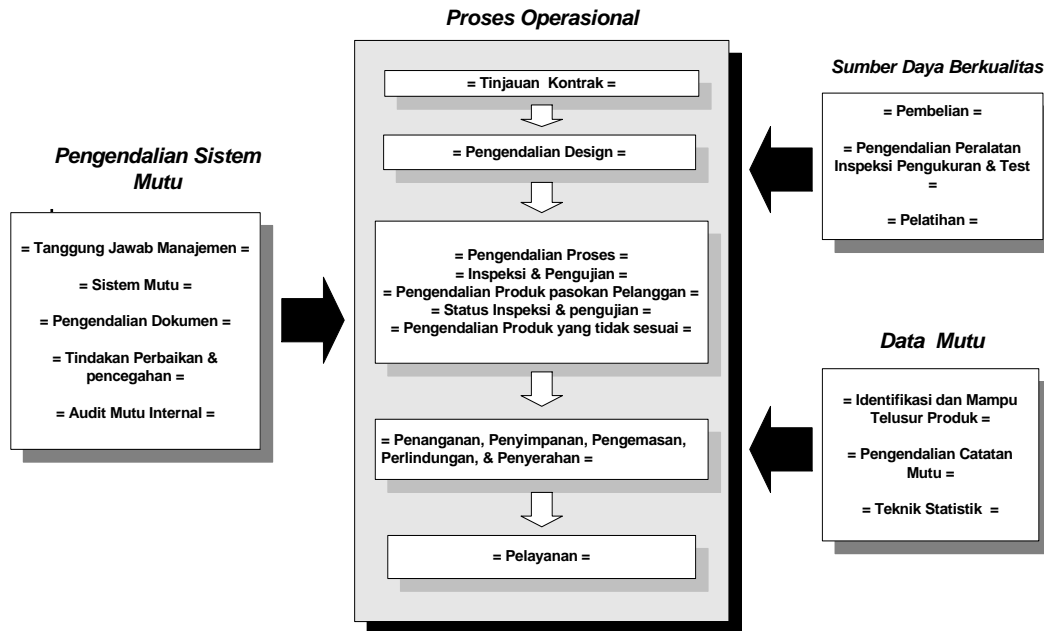 Proses Operasional
= Tinjauan Kontrak =
= Pengendalian Design =
= Pengendalian Proses =
= Inspeksi & Pengujian =
= Pengendalian Produk pasokan Pelanggan =
= Status Inspeksi & pengujian =
= Pengendalian Produk yang tidak sesuai =
= Penanganan, Penyimpanan, Pengemasan,
Perlindungan, & Penyerahan =
= Pelayanan =
Pengendalian Sistem
Mutu
= Tanggung Jawab Manajemen =
= Sistem Mutu =
= Pengendalian Dokumen =
= Tindakan Perbaikan &
pencegahan =
= Audit Mutu Internal =
Sumber Daya Berkualitas
= Pembelian =
= Pengendalian Peralatan
Inspeksi Pengukuran & Test
=
= Pelatihan =
Data Mutu
= Identifikasi dan Mampu
Telusur Produk =
= Pengendalian Catatan
Mutu =
= Teknik Statistik =